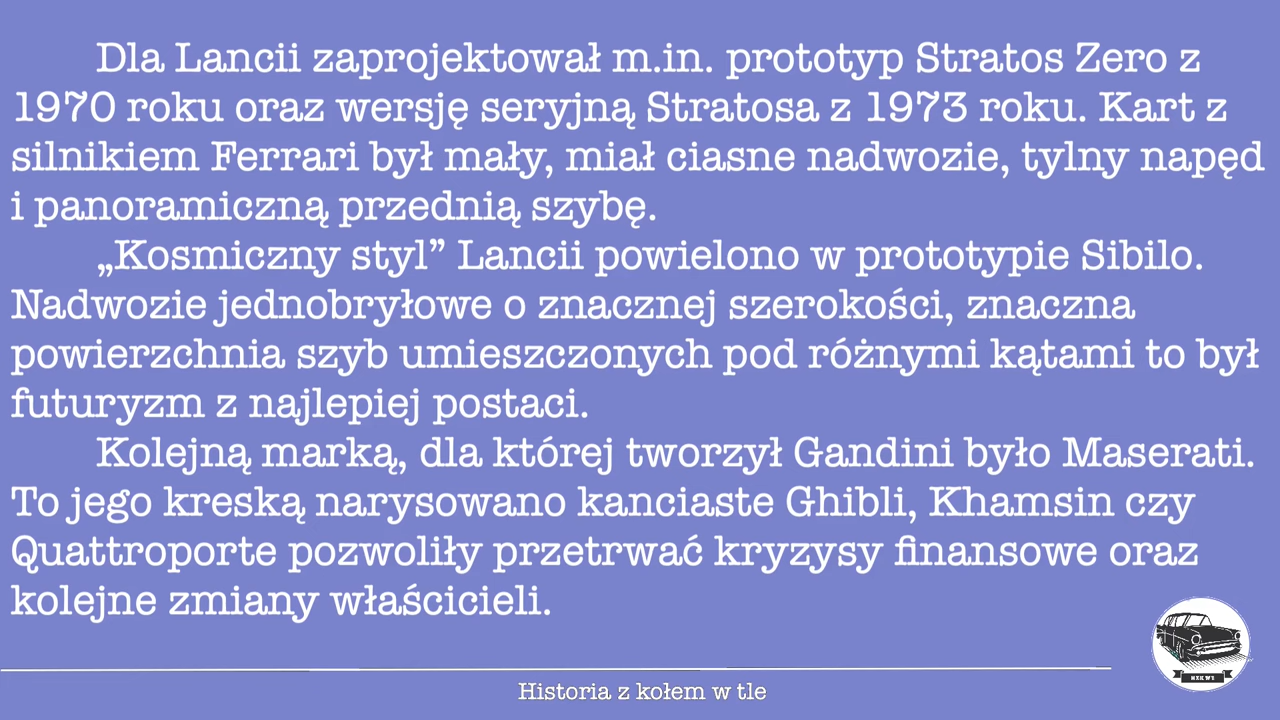 Dla Lancii zaprojektował m.in. prototyp Stratos Zero z
1970 roku oraz wersję seryjną Stratosa z 1973 roku. Kart z
silnikiem Ferrari był mały, miał ciasne nadwozie, tylny napęd
i panoramiczną przednią szybę.
„Kosmiczny styl” Lancii powielono w prototypie Sibilo.
Nadwozie jednobryłowe o znacznej szerokości, znaczna
powierzchnia szyb umieszczonych pod różnymi kątami to był
futuryzm z najlepiej postaci.
Kolejną marką, dla której tworzył Gandini było Maserati.
To jego kreską narysowano kanciaste Ghibli, Khamsin czy
Quattroporte pozwoliły przetrwać kryzysy finansowe oraz
kolejne zmiany właścicieli.
Historia z kołem w tle